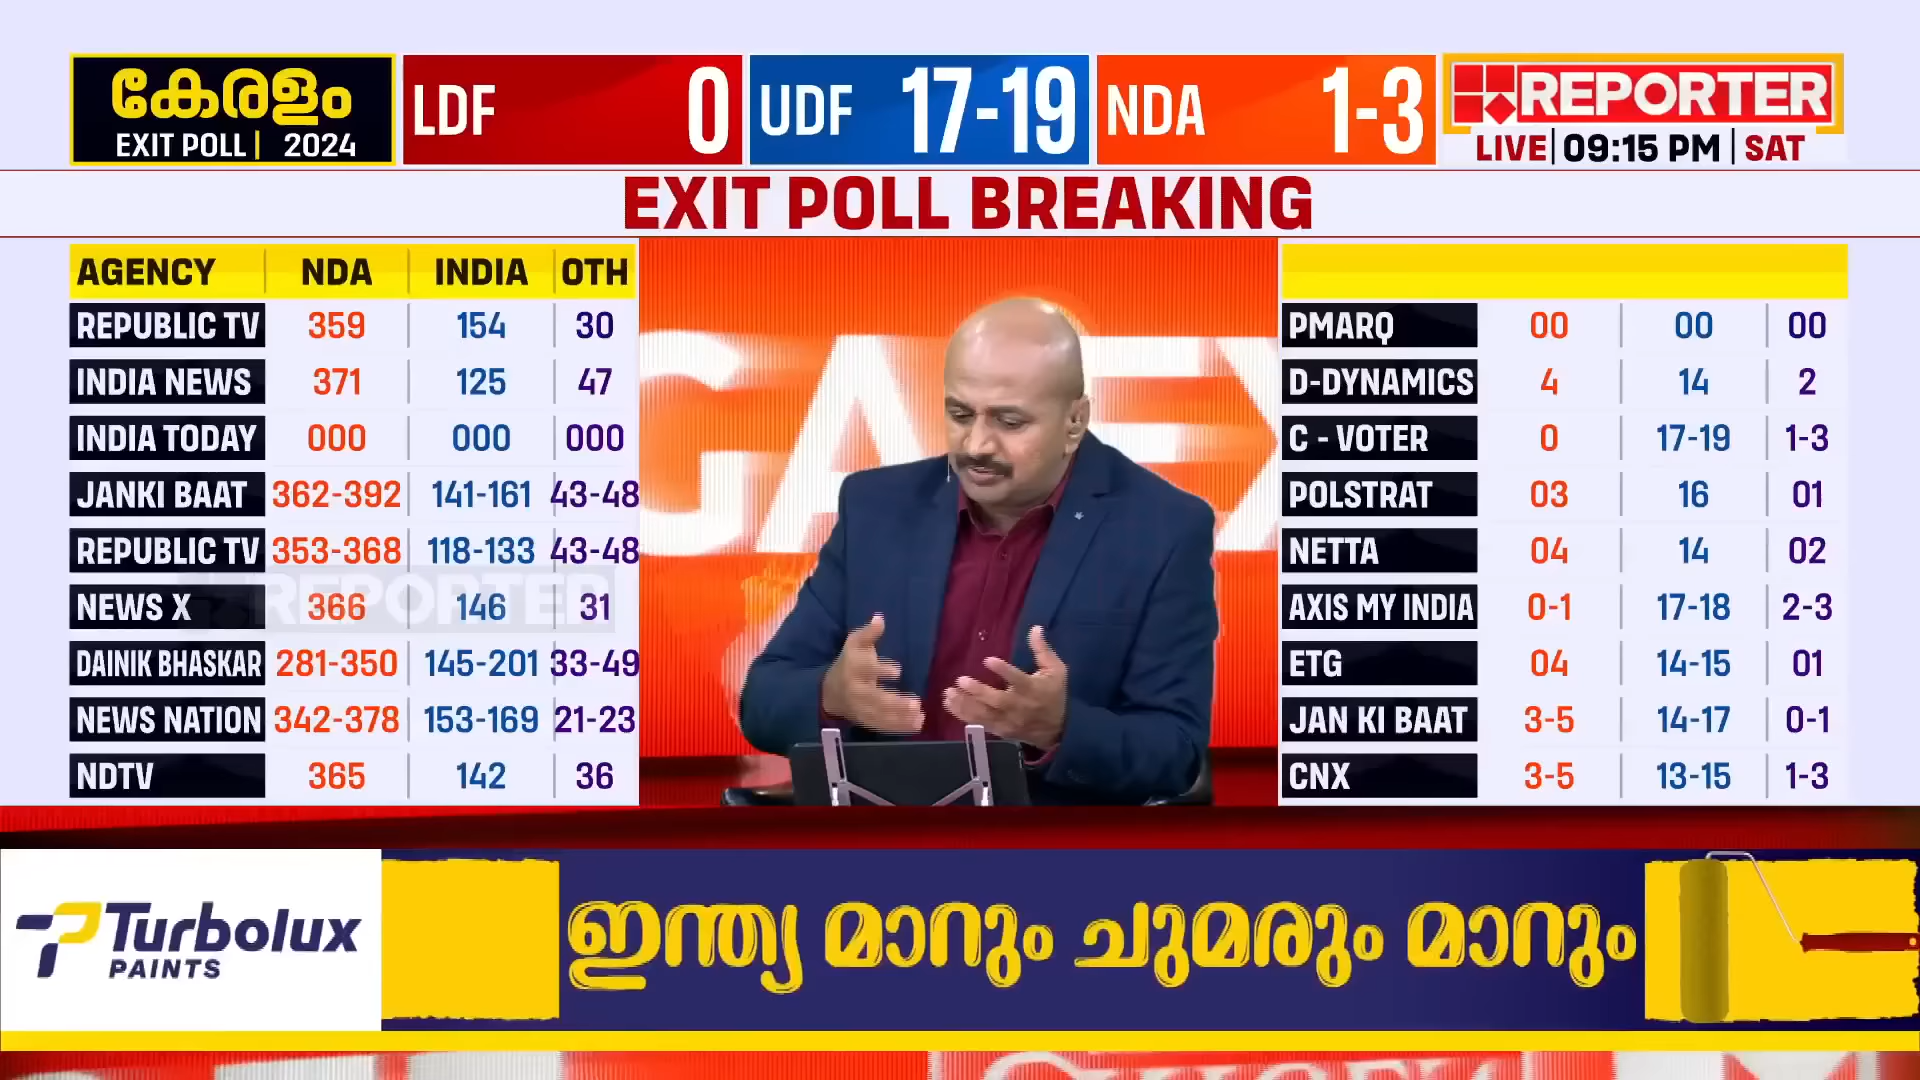 കേരളം
EXIT POLL | 2024
LDF 0
UDF 17-19
NDA 1-3
REPORTER
LIVE | 09:15 PM | SAT
EXIT POLL BREAKING
AGENCY NDA INDIA OTH
REPUBLIC TV 359 154 30
INDIA NEWS 371 125 47
INDIA TODAY 000 000 000
JANKI BAAT 362-392 141-161 43-48
REPUBLIC TV 353-368 118-133 43-48
NEWS X 366 146 31
REPORTER
DAINIK BHASKAR 281-350 145-201 33-49
NEWS NATION 342-378 153-169 21-23
NDTV 365 142 36
PMARQ 00 00 00
D-DYNAMICS 4 14 2
C - VOTER 0 17-19 1-3
POLSTRAT 03 16 01
NETTA 04 14 02
AXIS MY INDIA 0-1 17-18 2-3
ETG 04 14-15 01
JAN KI BAAT 3-5 14-17 0-1
CNX 3-5 13-15 1-3
Turbolux
PAINTS
ഇന്ത്യ മാറും ചുമരും മാറും